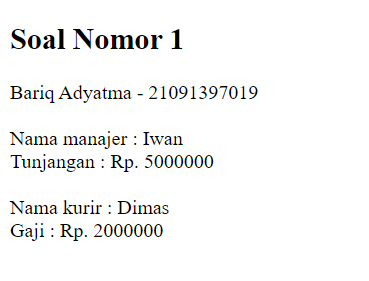 Soal Nomor 1
Bariq Adyatma - 21091397019
Nama manajer : Iwan
Tunjangan : Rp. 5000000
Nama kurir : Dimas
Gaji : Rp. 2000000